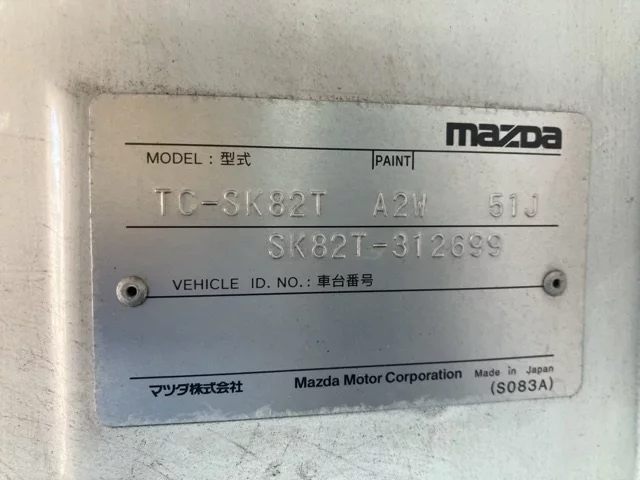 mazda
MODEL : 型式 PAINT
TC-SK82T A2W 51J
SK82T-312699
VEHICLE ID. NO. : 車台番号
マツダ株式会社 Mazda Motor Corporation Made in Japan
(S083A)